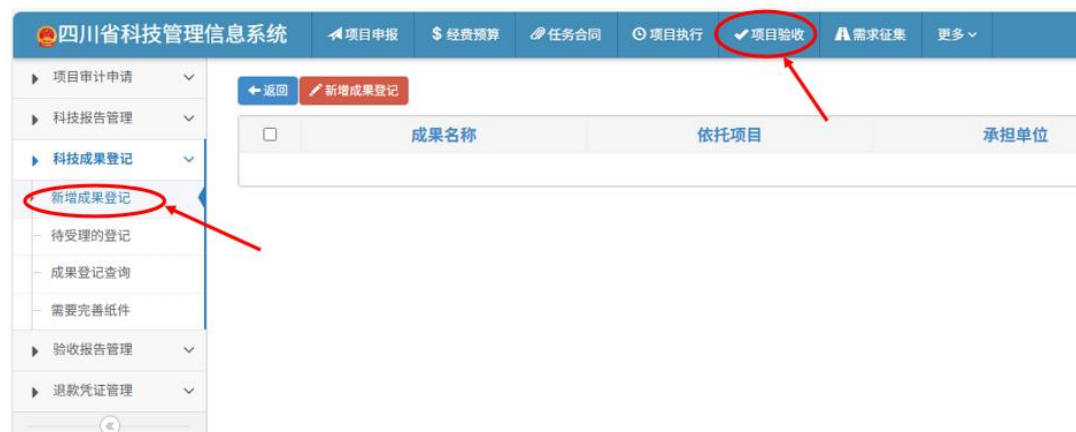 四川省科技管理信息系统 项目申报 $ 经费预算 任务合同 项目执行 项目验收 需求征集 更多
项目审计申请
返回 新增成果登记
科技报告管理
成果名称 依托项目 承担单位
科技成果登记
新增成果登记
待受理的登记
成果登记查询
需要完善纸件
验收报告管理
退款凭证管理